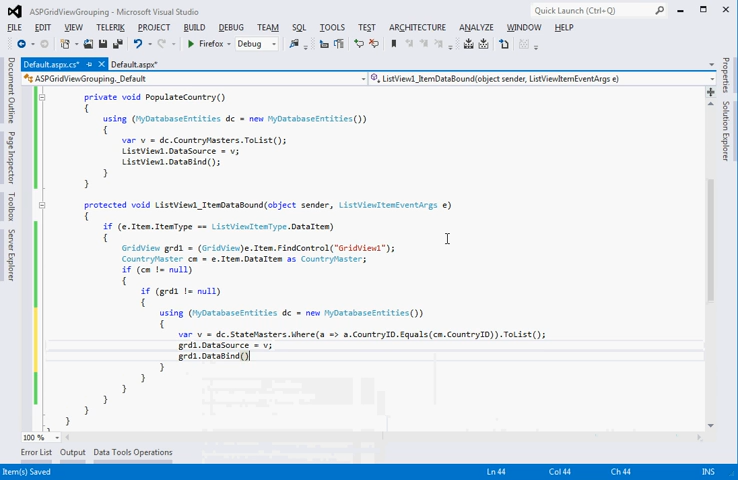 ASPGridViewGrouping - Microsoft Visual Studio
Quick Launch (Ctrl+Q)
FILE EDIT VIEW TELERIK PROJECT BUILD DEBUG TEAM SQL TOOLS TEST ARCHITECTURE ANALYZE WINDOW HELP
Firefox Debug
Default.aspx.cs* Default.aspx*
ASPGridViewGrouping._Default
ListView1_ItemDataBound(object sender, ListViewItemEventArgs e)
Document Outline
Page Inspector
Toolbox
Server Explorer
private void PopulateCountry()
{
using (MyDatabaseEntities dc = new MyDatabaseEntities())
{
var v = dc.CountryMasters.ToList();
ListView1.DataSource = v;
ListView1.DataBind();
}
}
protected void ListView1_ItemDataBound(object sender, ListViewItemEventArgs e)
{
if (e.Item.ItemType == ListViewItemType.DataItem)
{
GridView grd1 = (GridView)e.Item.FindControl("GridView1");
CountryMaster cm = e.Item.DataItem as CountryMaster;
if (cm != null)
{
if (grd1 != null)
{
using (MyDatabaseEntities dc = new MyDatabaseEntities())
{
var v = dc.StateMasters.Where(a => a.CountryID.Equals(cm.CountryID)).ToList();
grd1.DataSource = v;
grd1.DataBind()
}
}
}
}
}
Properties
Solution Explorer
100 %
Error List Output Data Tools Operations
Item(s) Saved Ln 44 Col 44 Ch 44 INS